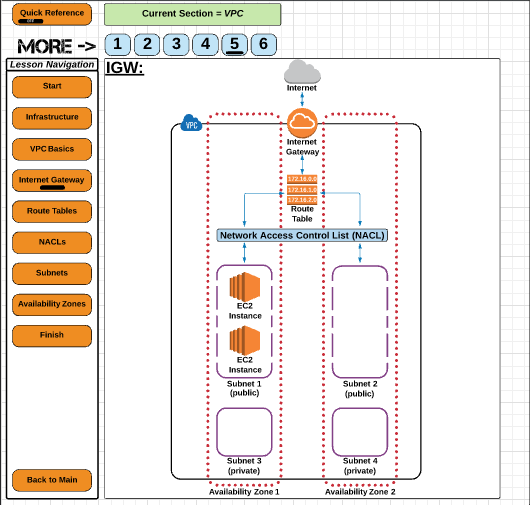 Quick Reference
OFF
Current Section = VPC
MORE ->
1 2 3 4 5 6
Lesson Navigation
Start
Infrastructure
VPC Basics
Internet Gateway
Route Tables
NACLs
Subnets
Availability Zones
Finish
Back to Main
IGW:
Internet
VPC
Internet
Gateway
172.16.0.0
172.16.1.0
172.16.2.0
Route
Table
Network Access Control List (NACL)
EC2
Instance
EC2
Instance
Subnet 1
(public)
Subnet 2
(public)
Subnet 3
(private)
Subnet 4
(private)
Availability Zone 1
Availability Zone 2